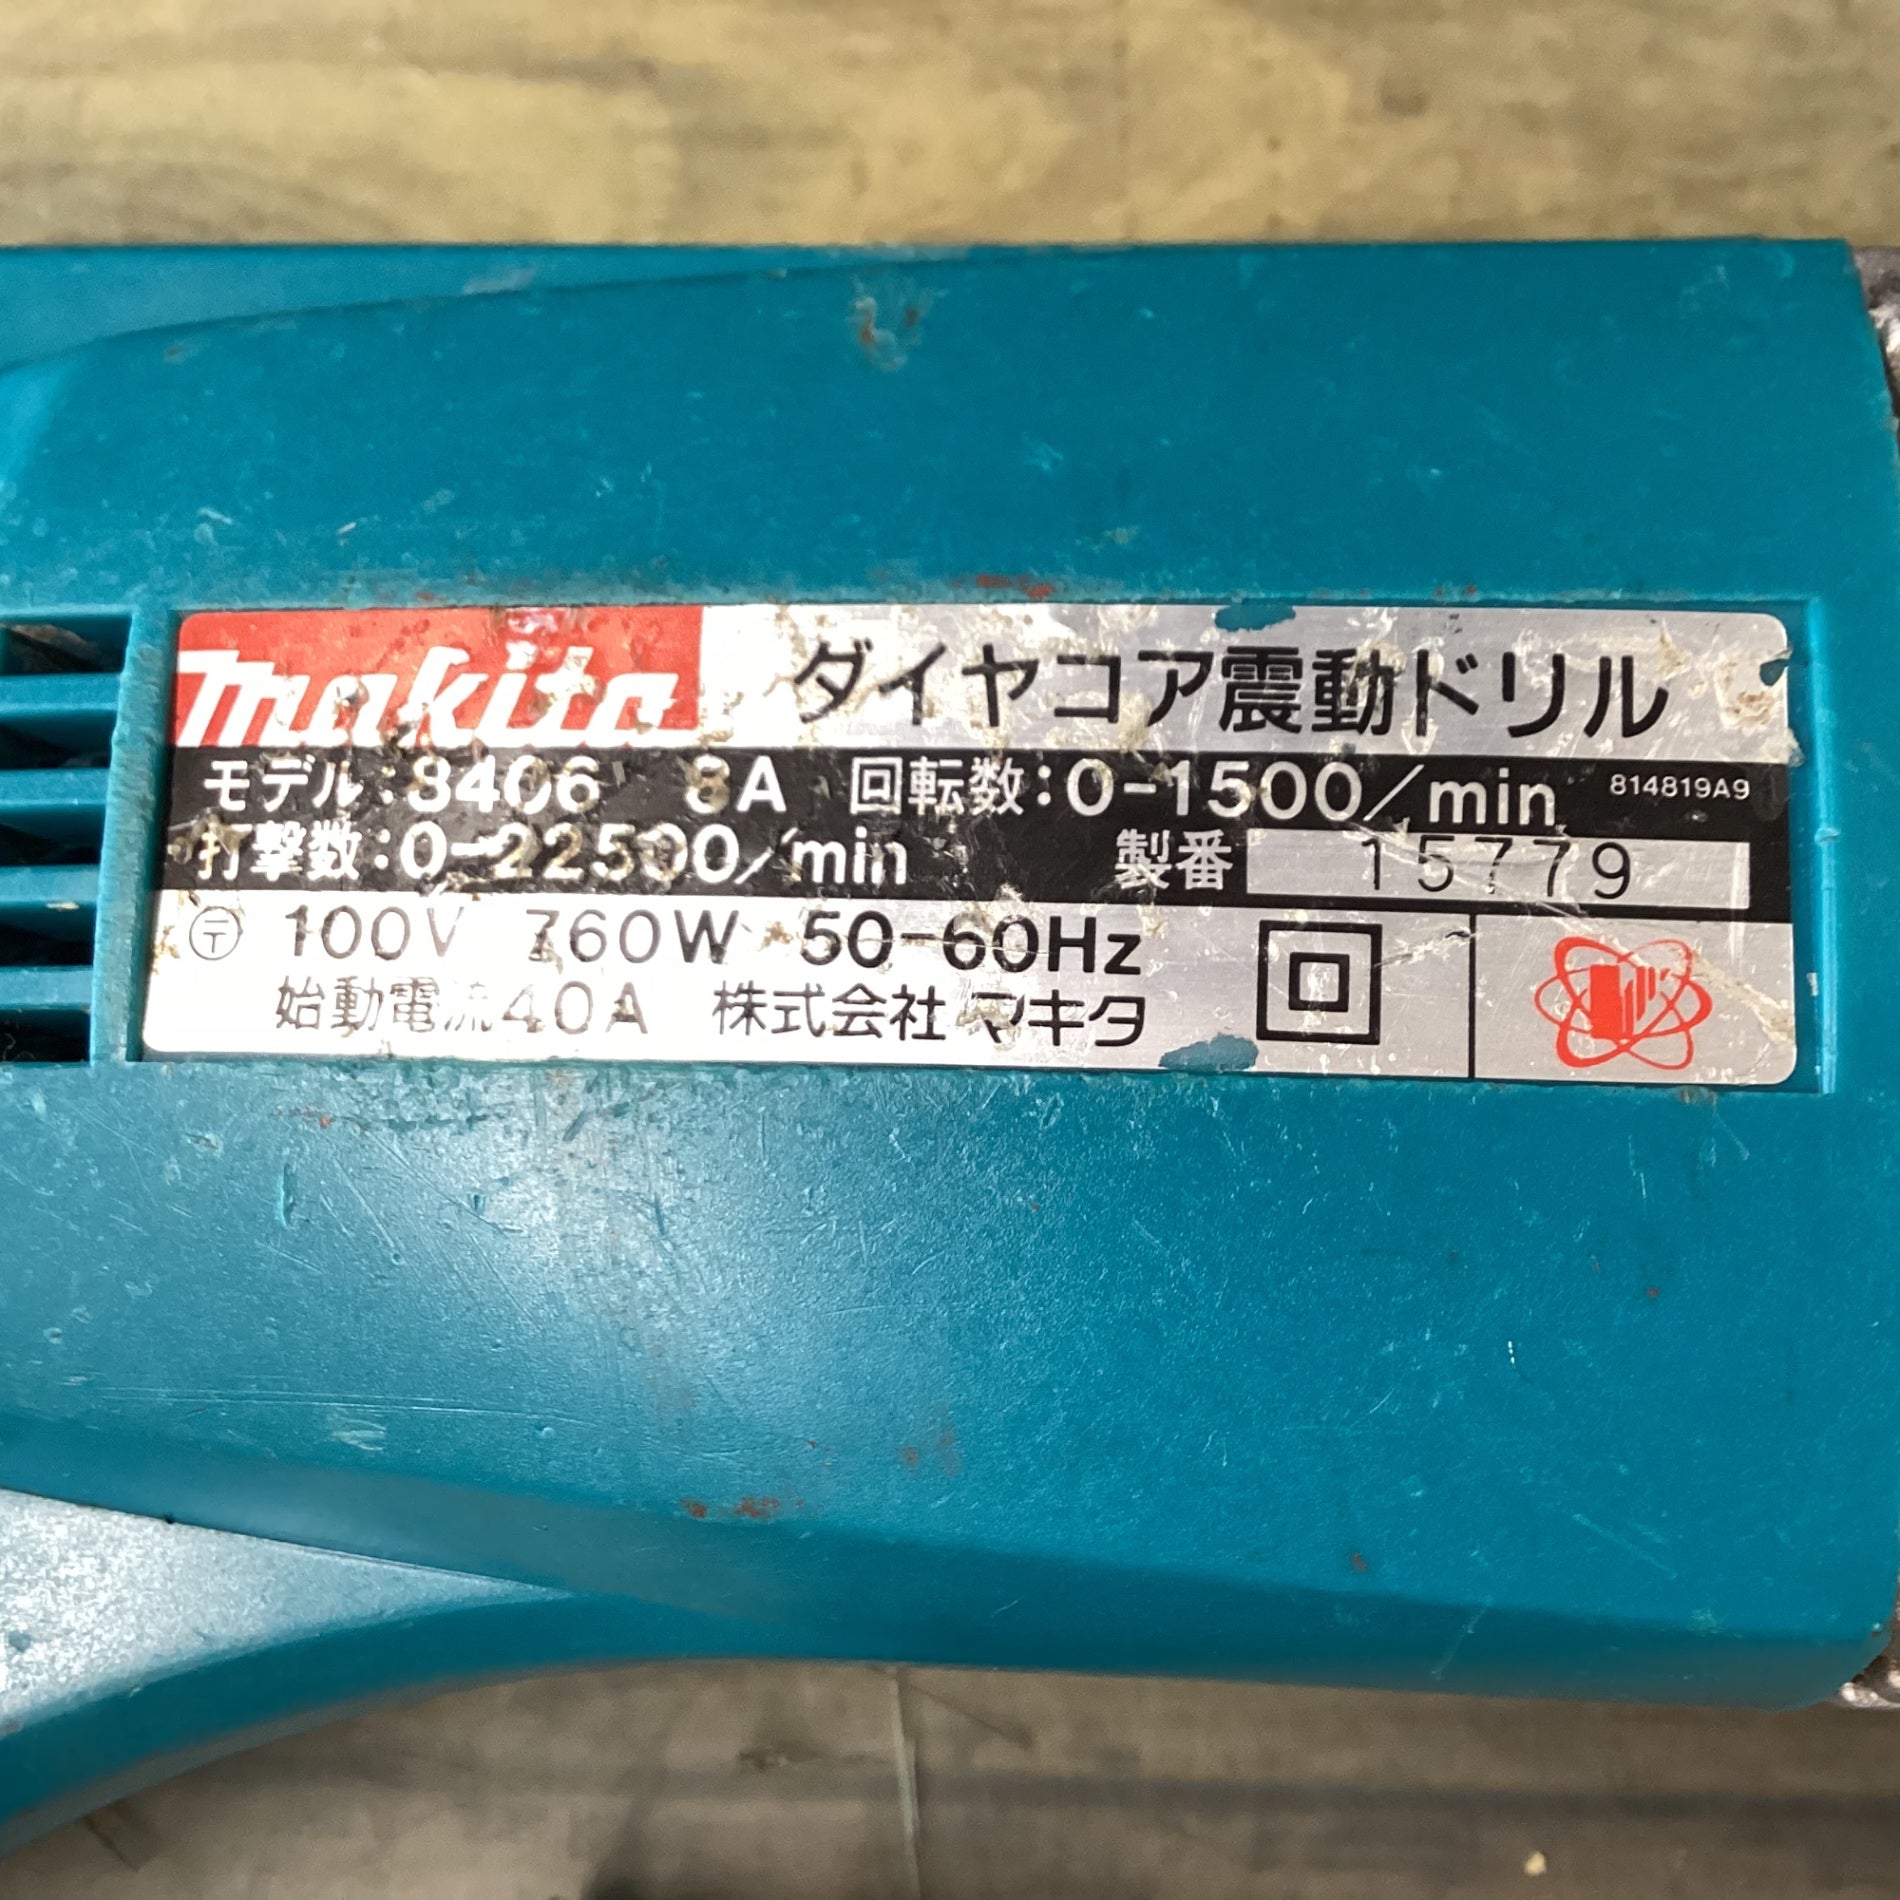 makita ダイヤコア震動ドリル
モデル:8406 8A 回転数:0-1500/min 814819A9
打撃数:0-22500/min 製番 15779
〶 100V 760W 50-60Hz
始動電流40A 株式会社マキタ